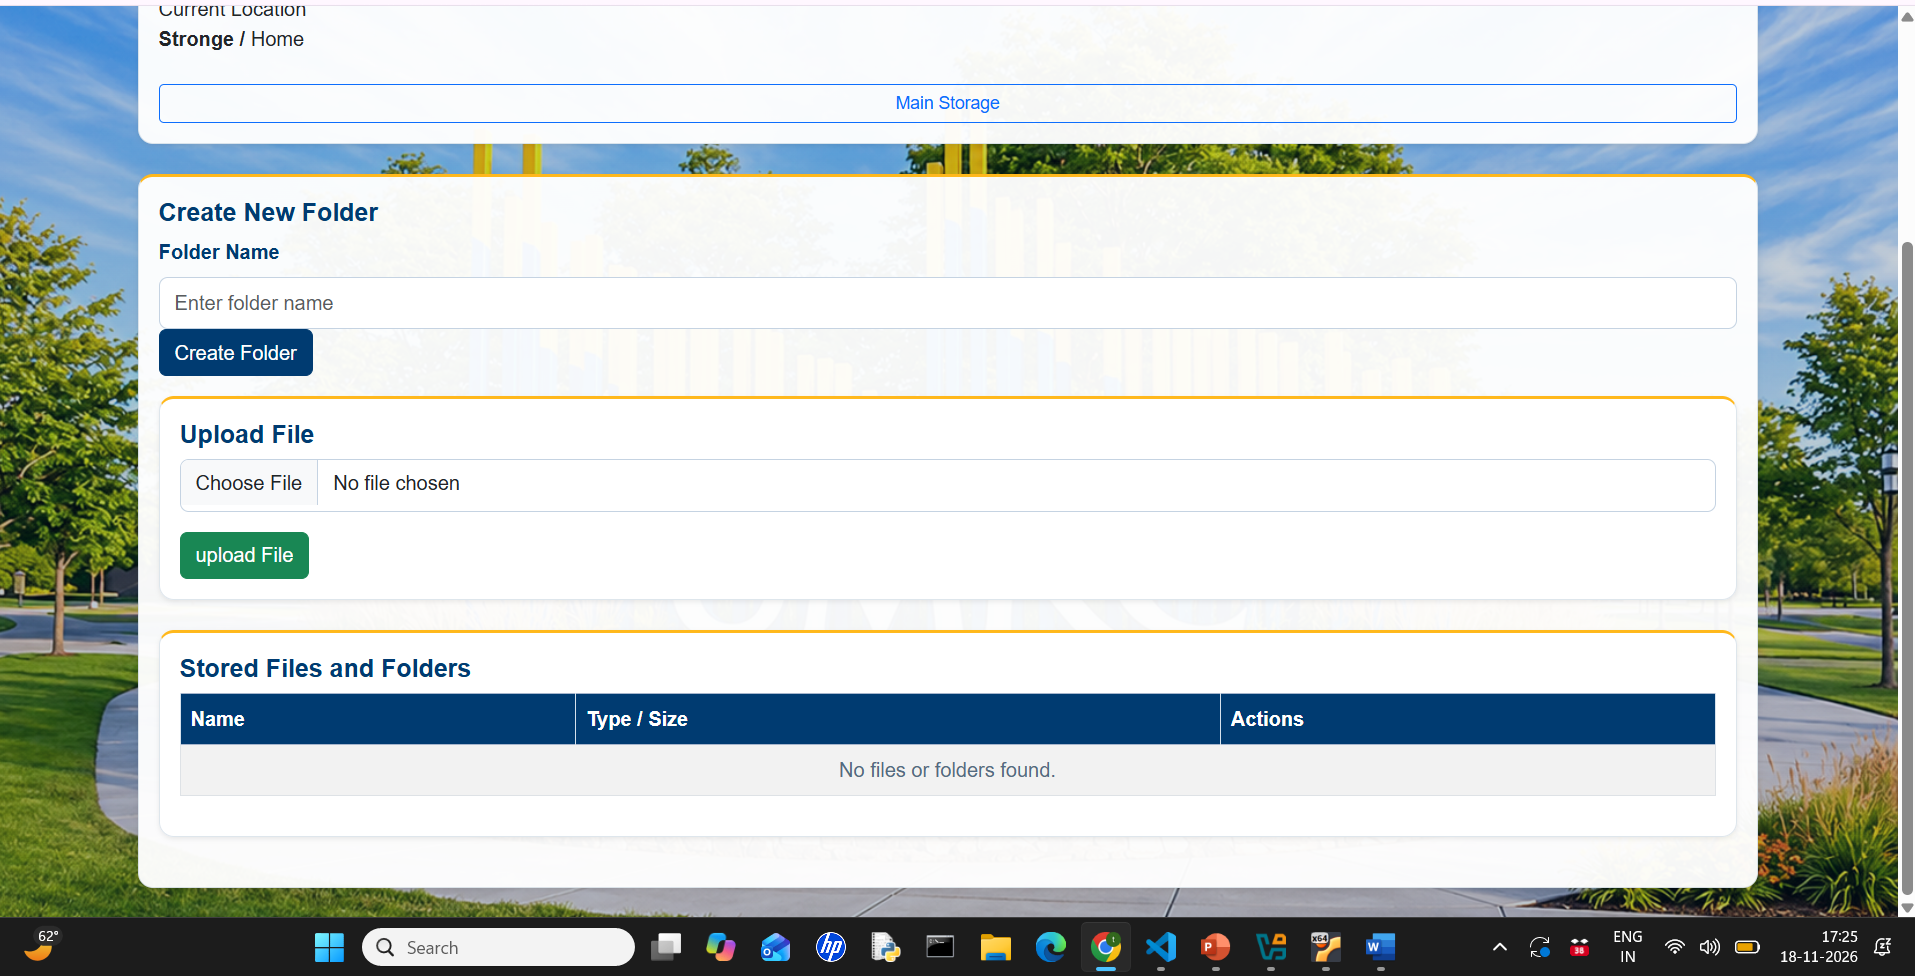 Current Location
Stronge / Home
Main Storage
Create New Folder
Folder Name
Enter folder name
Create Folder
Upload File
Choose File No file chosen
upload File
Stored Files and Folders
Name Type / Size Actions
No files or folders found.
62°
Search
ENG
IN
17:25
18-11-2026